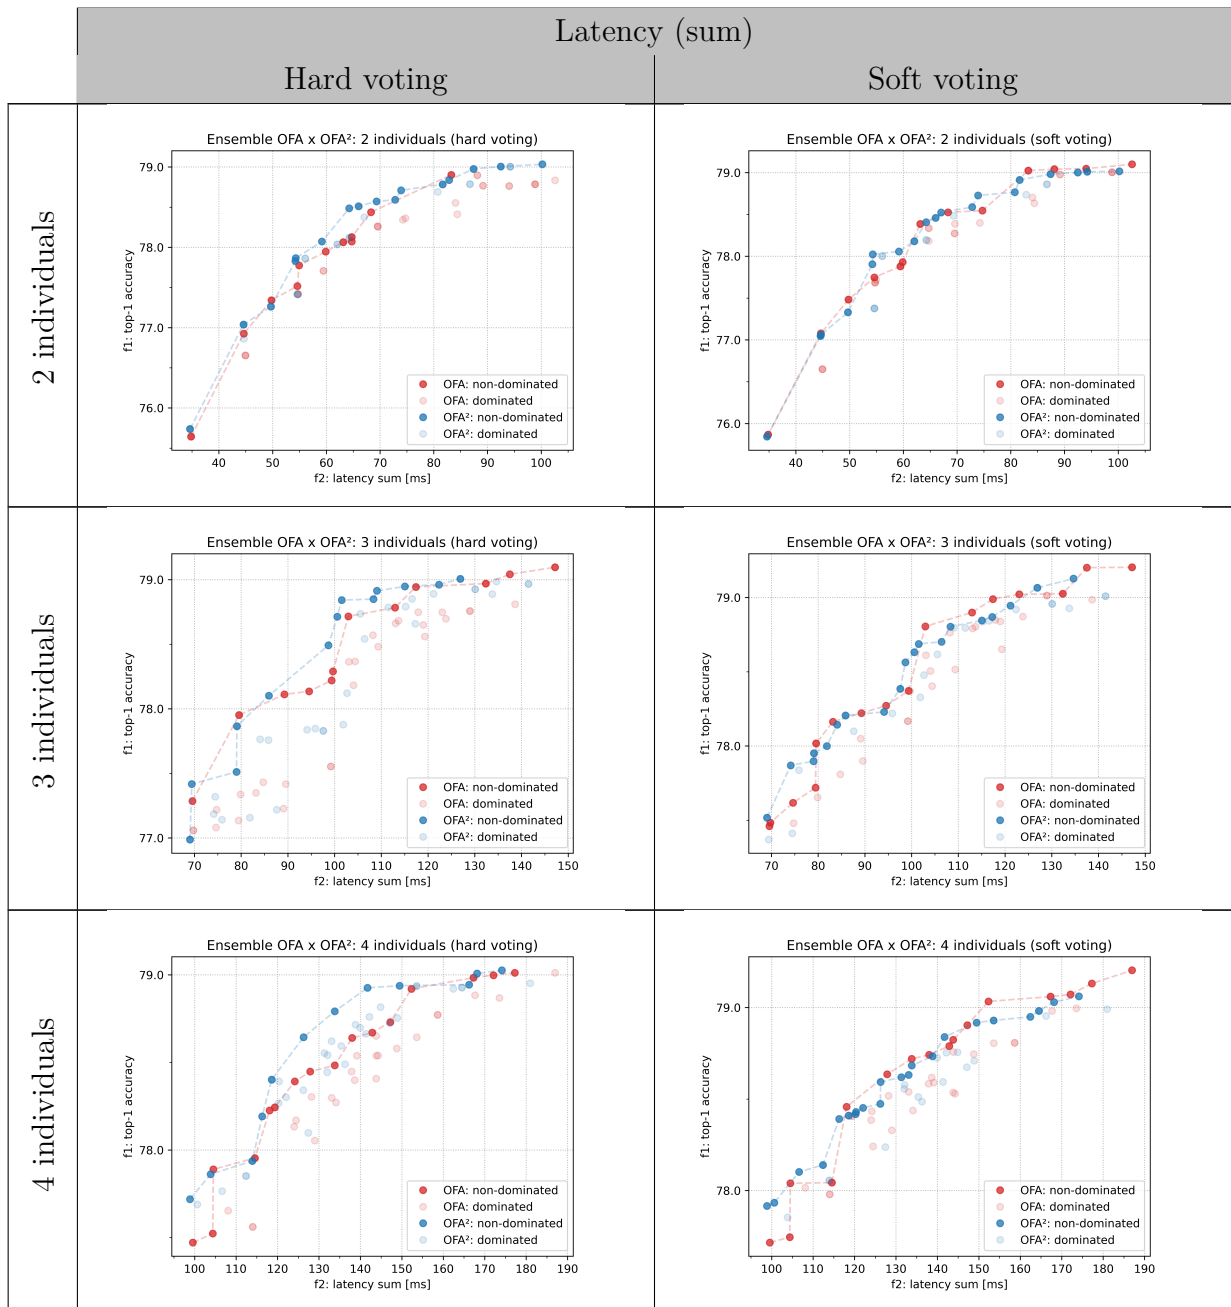 Latency (sum)
Hard voting
Soft voting
2 individuals
Ensemble OFA x OFA²: 2 individuals (hard voting)
f1: top-1 accuracy
79.0
78.0
77.0
76.0
OFA: non-dominated
OFA: dominated
OFA²: non-dominated
OFA²: dominated
40 50 60 70 80 90 100
f2: latency sum [ms]
Ensemble OFA x OFA²: 2 individuals (soft voting)
f1: top-1 accuracy
79.0
78.0
77.0
76.0
OFA: non-dominated
OFA: dominated
OFA²: non-dominated
OFA²: dominated
40 50 60 70 80 90 100
f2: latency sum [ms]
3 individuals
Ensemble OFA x OFA²: 3 individuals (hard voting)
f1: top-1 accuracy
79.0
78.0
77.0
OFA: non-dominated
OFA: dominated
OFA²: non-dominated
OFA²: dominated
70 80 90 100 110 120 130 140 150
f2: latency sum [ms]
Ensemble OFA x OFA²: 3 individuals (soft voting)
f1: top-1 accuracy
79.0
78.0
OFA: non-dominated
OFA: dominated
OFA²: non-dominated
OFA²: dominated
70 80 90 100 110 120 130 140 150
f2: latency sum [ms]
4 individuals
Ensemble OFA x OFA²: 4 individuals (hard voting)
f1: top-1 accuracy
79.0
78.0
OFA: non-dominated
OFA: dominated
OFA²: non-dominated
OFA²: dominated
100 110 120 130 140 150 160 170 180 190
f2: latency sum [ms]
Ensemble OFA x OFA²: 4 individuals (soft voting)
f1: top-1 accuracy
79.0
78.0
OFA: non-dominated
OFA: dominated
OFA²: non-dominated
OFA²: dominated
100 110 120 130 140 150 160 170 180 190
f2: latency sum [ms]